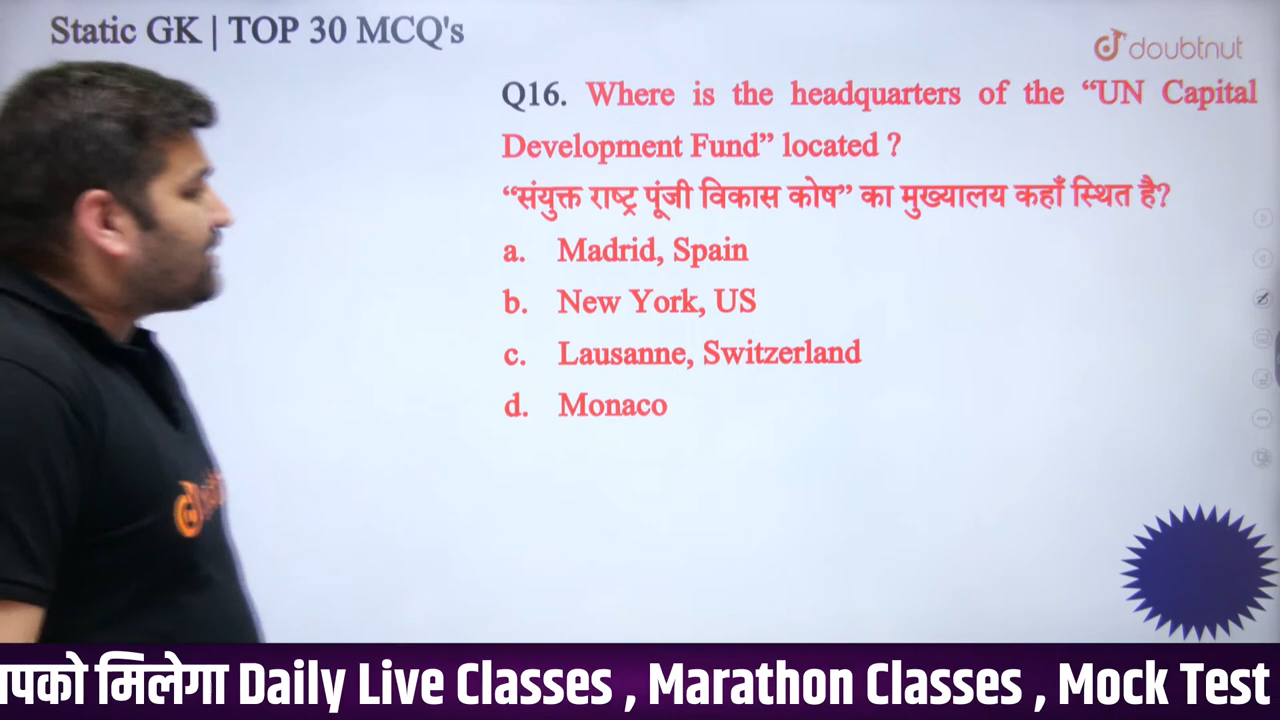 Static GK | TOP 30 MCQ's
doubtnut
Q16. Where is the headquarters of the “UN Capital
Development Fund” located ?
“संयुक्त राष्ट्र पूंजी विकास कोष” का मुख्यालय कहाँ स्थित है?
a. Madrid, Spain
b. New York, US
c. Lausanne, Switzerland
d. Monaco
पको मिलेगा Daily Live Classes , Marathon Classes , Mock Test